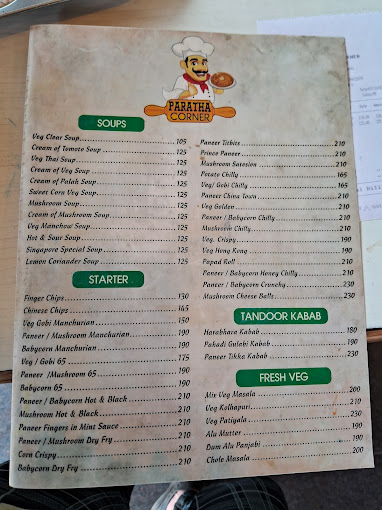 PARATHA
CORNER
SOUPS
Veg Clear Soup 105
Cream of Tomato Soup 125
Veg Thai Soup 125
Cream of Veg Soup 125
Cream of Palak Soup 125
Sweet Corn Veg Soup 125
Mushroom Soup 125
Cream of Mushroom Soup 125
Veg Manchow Soup 125
Hot & Sour Soup 125
Singapore Special Soup 125
Lemon Coriander Soup 125
STARTER
Finger Chips 130
Chinese Chips 165
Veg Gobi Manchurian 150
Paneer / Mushroom Manchurian 190
Babycorn Manchurian 190
Veg / Gobi 65 175
Paneer /Mushroom 65 190
Babycorn 65 190
Paneer / Babycorn Hot & Black 210
Mushroom Hot & Black 210
Paneer Fingers in Mint Sauce 210
Paneer / Mushroom Dry Fry 210
Corn Crispy 210
Babycorn Dry Fry 210
Paneer Titbits 210
Prince Paneer 210
Mushroom Satesian 210
Potato Chilly 165
Veg/ Gobi Chilly 165
Paneer China Town 210
Veg Golden 210
Paneer / Babycorn Chilly 210
Mushroom Chilly 210
Veg. Crispy 190
Veg Hong Kong 190
Papad Roll 210
Paneer / Babycorn Honey Chilly 210
Paneer / Babycorn Crunchy 230
Mushroom Cheese Balls 230
TANDOOR KABAB
Harabhara Kabab 180
Pahadi Gulabi Kabab 190
Paneer Tikka Kabab 230
FRESH VEG
Mix Veg Masala 200
Veg Kolhapuri 210
Veg Patiyala 250
Alu Mutter 190
Dum Alu Panjabi 190
Chole Masala 200